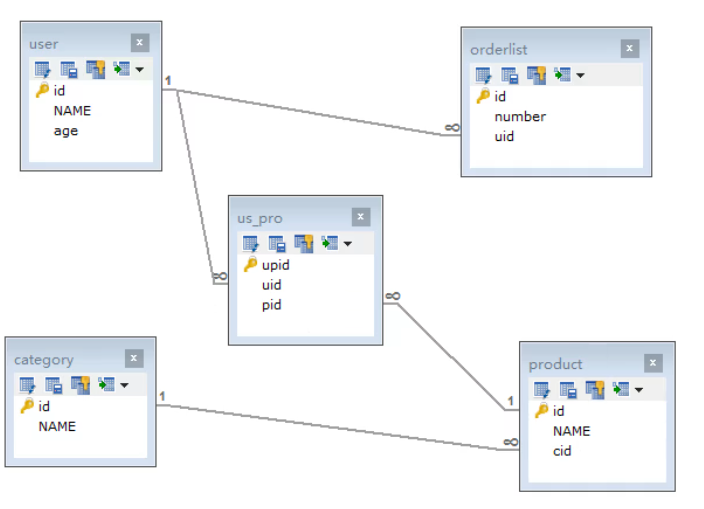 user
id
NAME
age
1
orderlist
id
number
uid
∞
us_pro
upid
uid
pid
∞
∞
category
id
NAME
1
product
id
NAME
cid
1
∞